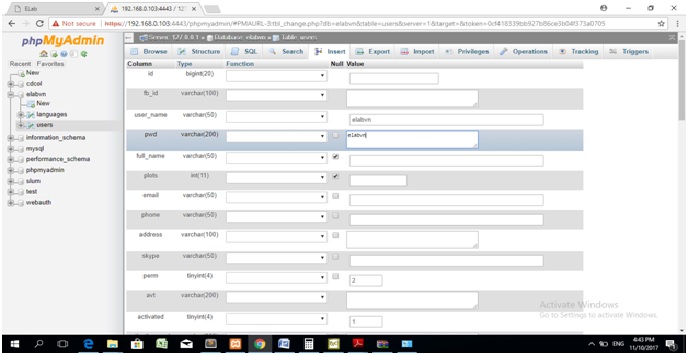 ELab
192.168.0.103:4443 / 127
Not secure | https://192.168.0.103:4443/phpmyadmin/#PMAURL-3:tbl_change.php?db=elabvn&table=users&server=1&target=&token=
phpMyAdmin
Recent Favorites
New
cdcol
elabvn
New
languages
users
information_schema
mysql
performance_schema
phpmyadmin
silum
test
webauth
Server: 127.0.0.1 » Database: elabvn » Table: users
Browse Structure SQL Search Insert Export Import Privileges Operations Tracking Triggers
Column Type Function Null Value
id bigint(20)
fb_id varchar(100)
user_name varchar(50) elabvn
pwd varchar(200) elabvn
full_name varchar(50)
plots int(11)
email varchar(50)
phone varchar(50)
address varchar(100)
skype varchar(50)
perm tinyint(4) 2
avt varchar(200)
activated tinyint(4) 1
Activate Windows
Go to Settings to activate Windows.
ENG
4:43 PM
11/10/2017